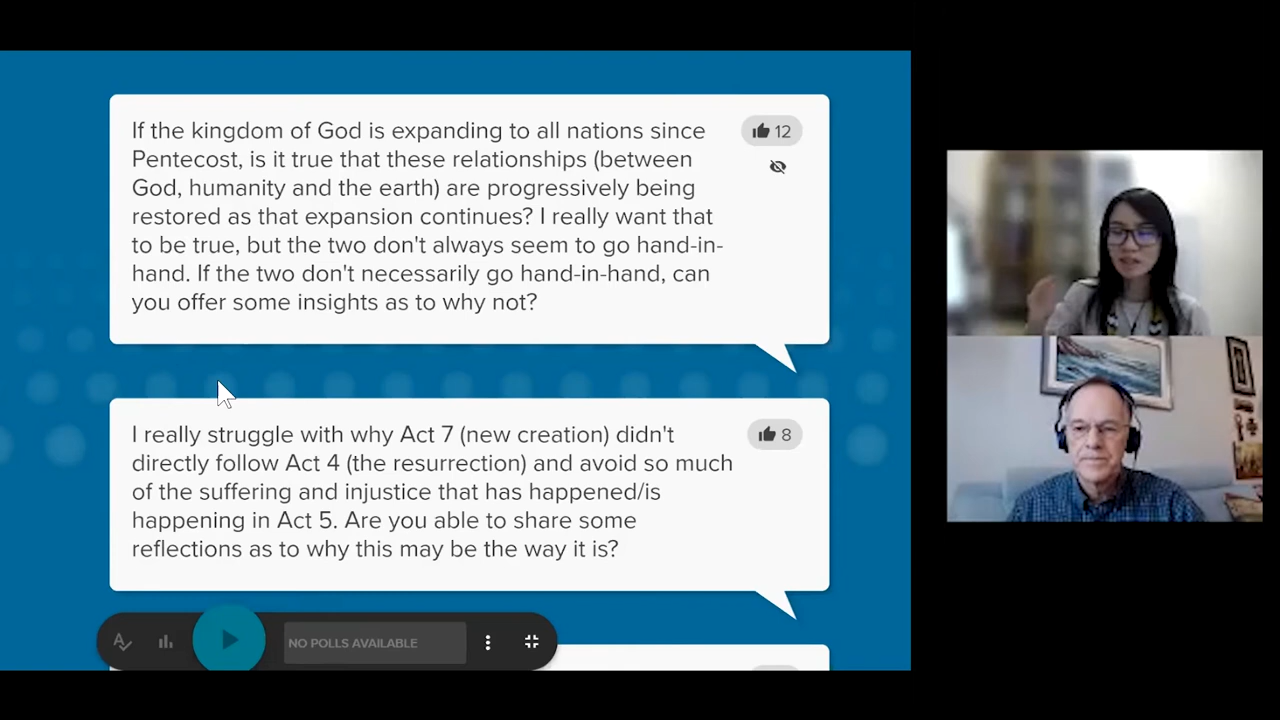 If the kingdom of God is expanding to all nations since
Pentecost, is it true that these relationships (between
God, humanity and the earth) are progressively being
restored as that expansion continues? I really want that
to be true, but the two don't always seem to go hand-in-
hand. If the two don't necessarily go hand-in-hand, can
you offer some insights as to why not?
12
I really struggle with why Act 7 (new creation) didn't
directly follow Act 4 (the resurrection) and avoid so much
of the suffering and injustice that has happened/is
happening in Act 5. Are you able to share some
reflections as to why this may be the way it is?
8
NO POLLS AVAILABLE